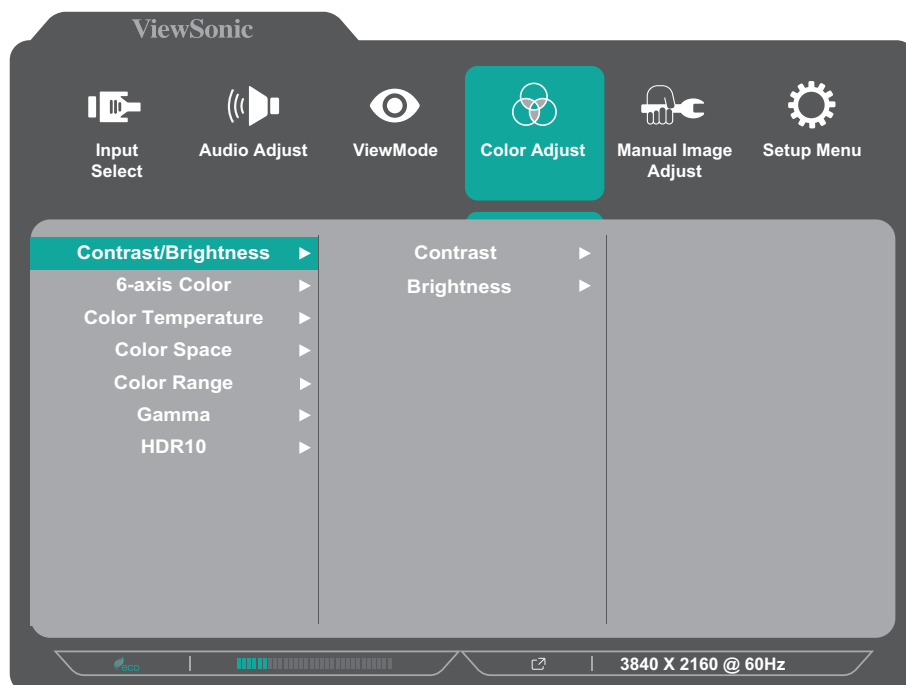 ViewSonic
Input Select
Audio Adjust
ViewMode
Color Adjust
Manual Image Adjust
Setup Menu
Contrast/Brightness
6-axis Color
Color Temperature
Color Space
Color Range
Gamma
HDR10
Contrast
Brightness
eco
3840 X 2160 @ 60Hz